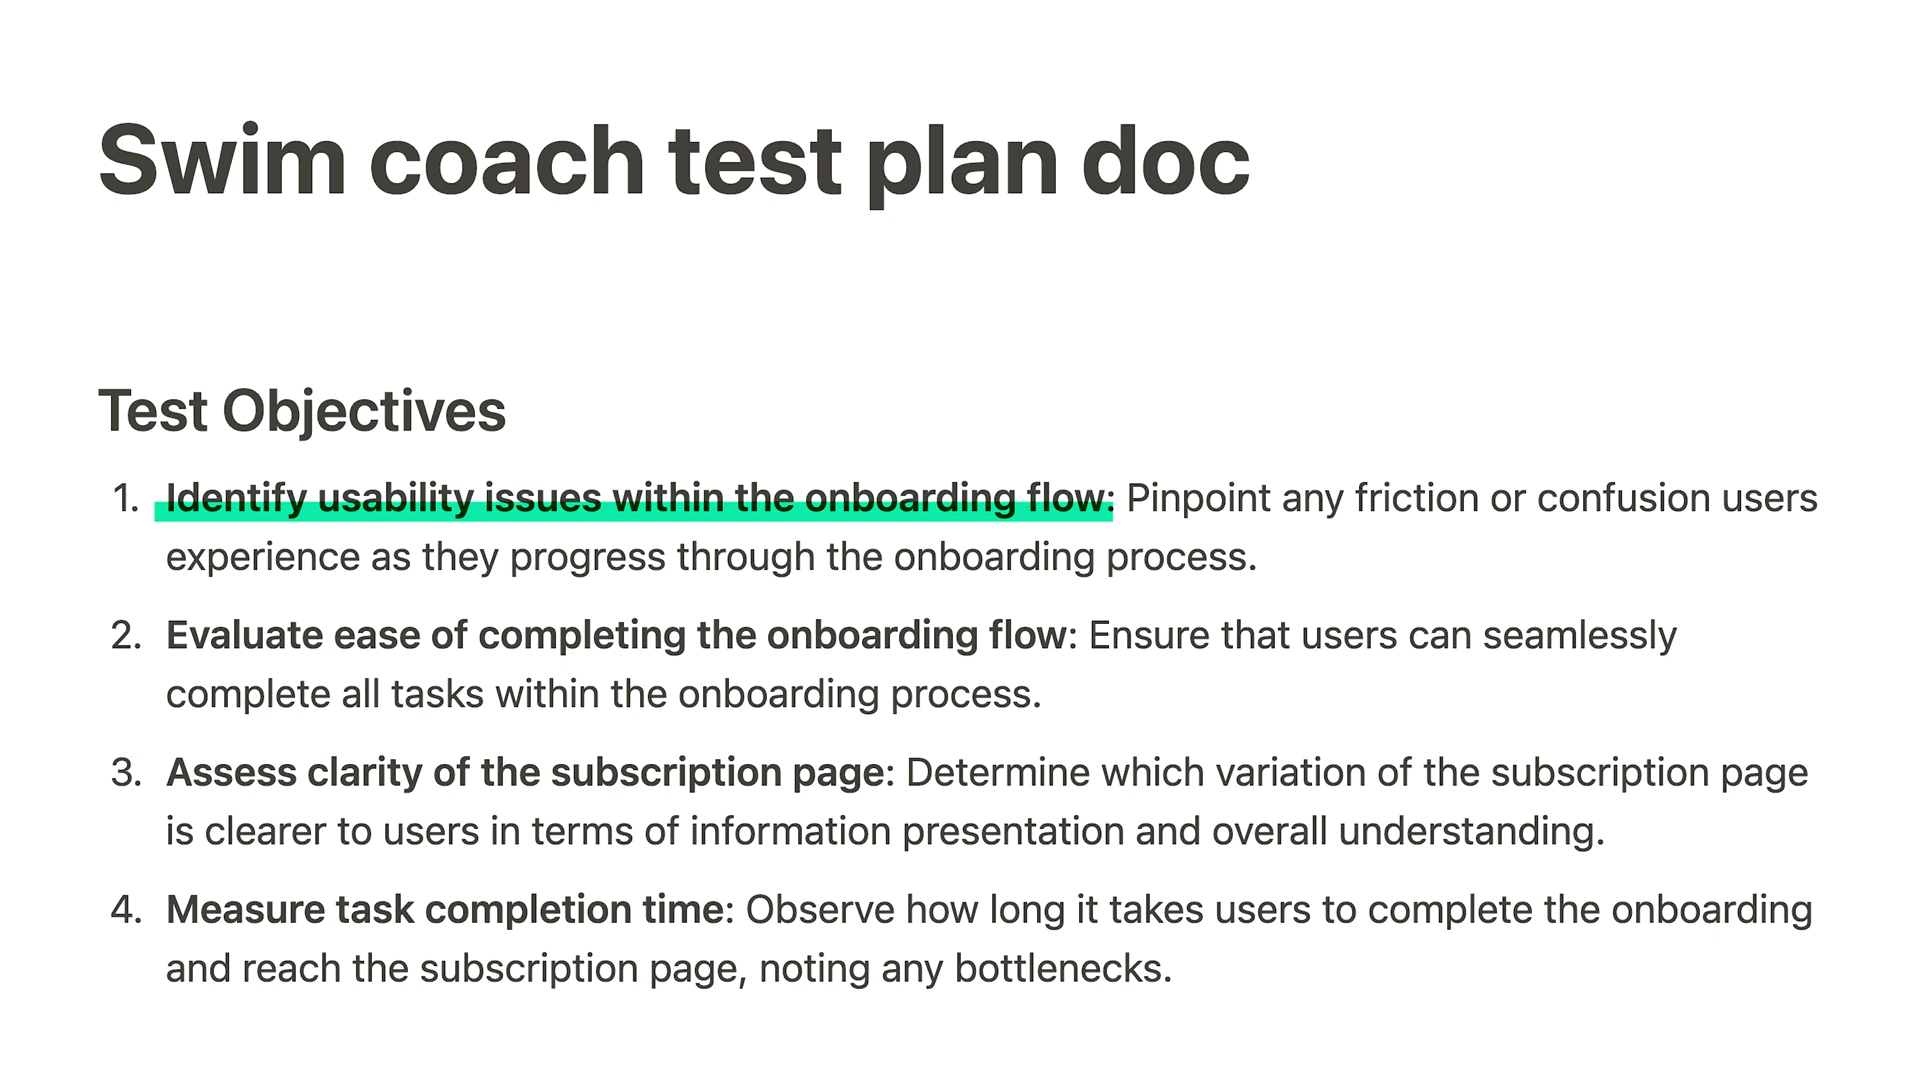 Swim coach test plan doc
Test Objectives
1. Identify usability issues within the onboarding flow: Pinpoint any friction or confusion users
experience as they progress through the onboarding process.
2. Evaluate ease of completing the onboarding flow: Ensure that users can seamlessly
complete all tasks within the onboarding process.
3. Assess clarity of the subscription page: Determine which variation of the subscription page
is clearer to users in terms of information presentation and overall understanding.
4. Measure task completion time: Observe how long it takes users to complete the onboarding
and reach the subscription page, noting any bottlenecks.